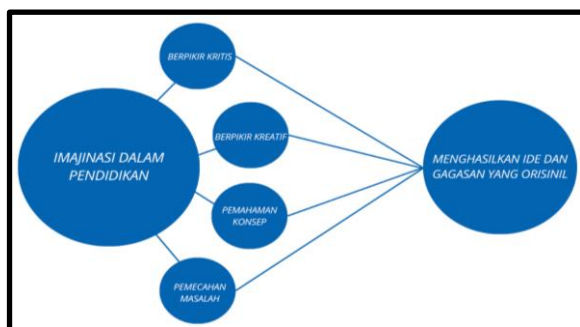 BERPIKIR KRITIS
IMAJINASI DALAM
PENDIDIKAN
BERPIKIR KREATIF
PEMAHAMAN
KONSEP
PEMECAHAN
MASALAH
MENGHASILKAN IDE DAN
GAGASAN YANG ORISINIL